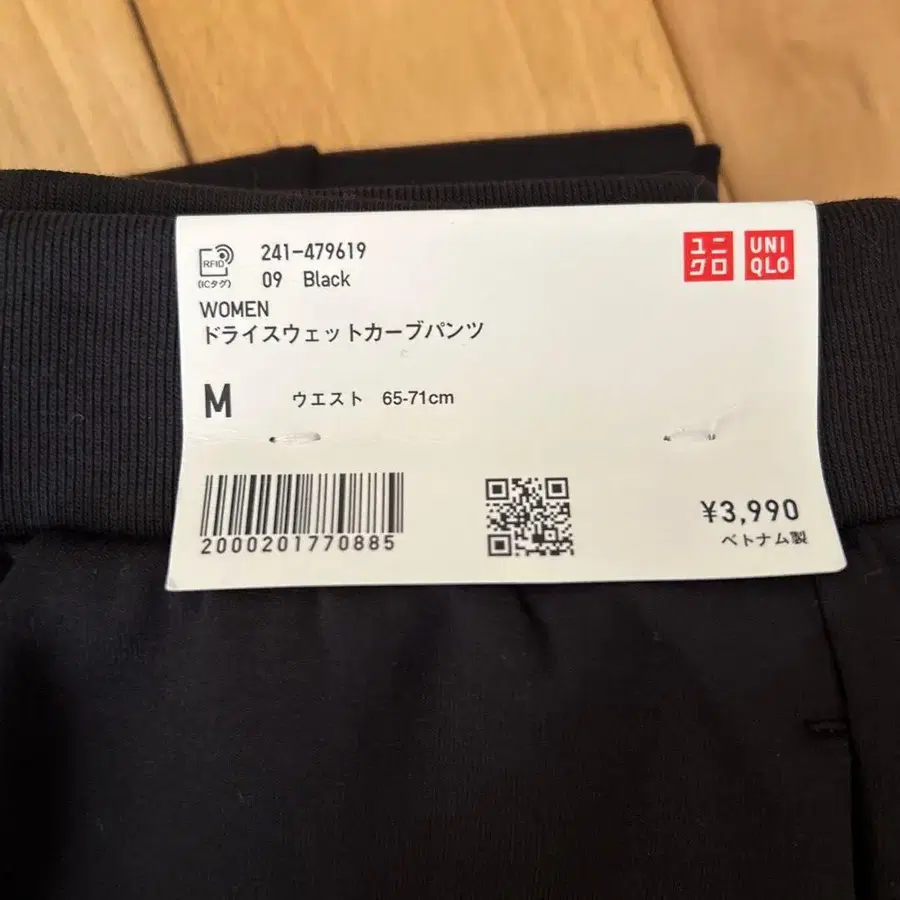 241-479619
RFID
(ICタグ)
09 Black
ユニクロ
UNIQLO
WOMEN
ドライスウェットカーブパンツ
M ウエスト 65-71cm
2000201770885
¥3,990
ベトナム製